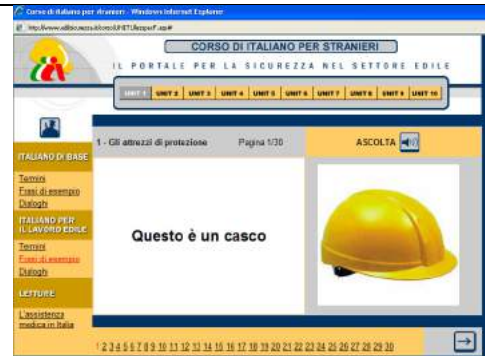 Corso di italiano per stranieri - Windows Internet Explorer
CORSO DI ITALIANO PER STRANIERI
IL PORTALE PER LA SICUREZZA NEL SETTORE EDILE
UNIT 1 UNIT 2 UNIT 3 UNIT 4 UNIT 5 UNIT 6 UNIT 7 UNIT 8 UNIT 9 UNIT 10
1 - Gli attrezzi di protezione Pagina 1/30 ASCOLTA
ITALIANO DI BASE
Termini
Frasi di esempio
Dialoghi
ITALIANO PER
IL LAVORO EDILE
Termini
Frasi di esempio
Dialoghi
LETTURE
L'assistenza
medica in Italia
Questo è un casco
1 2 3 4 5 6 7 8 9 10 11 12 13 14 15 16 17 18 19 20 21 22 23 24 25 26 27 28 29 30